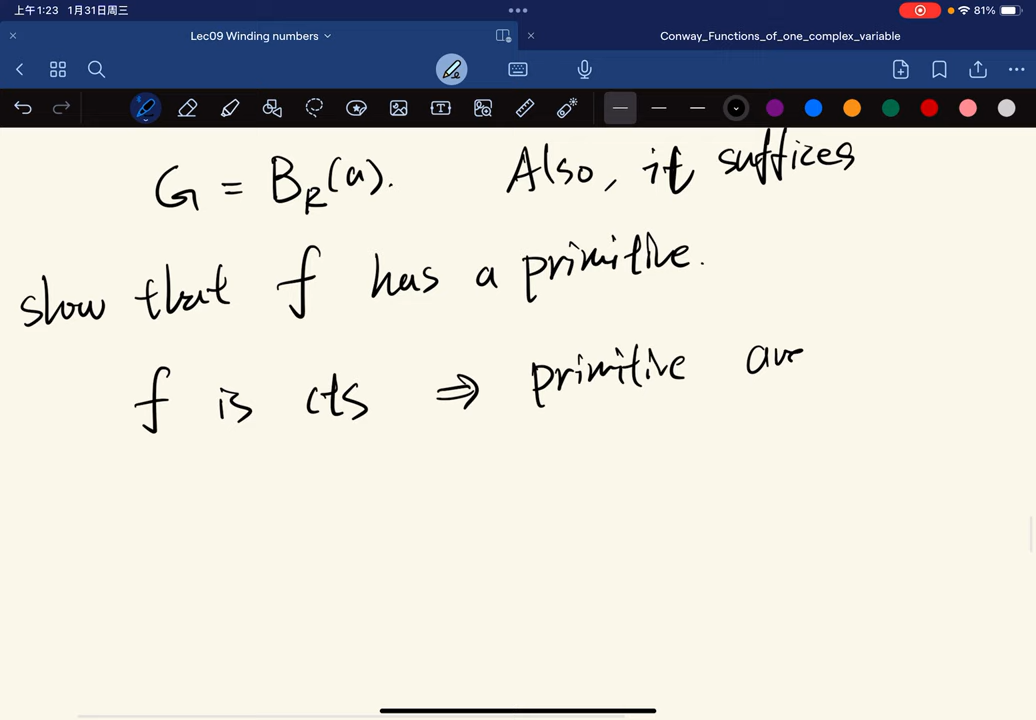 上午1:23 1月31日周三
81%
Lec09 Winding numbers
Conway_Functions_of_one_complex_variable
G = B_R(a). Also, it suffices
show that f has a primitive.
f is cts ⇒ primitive are